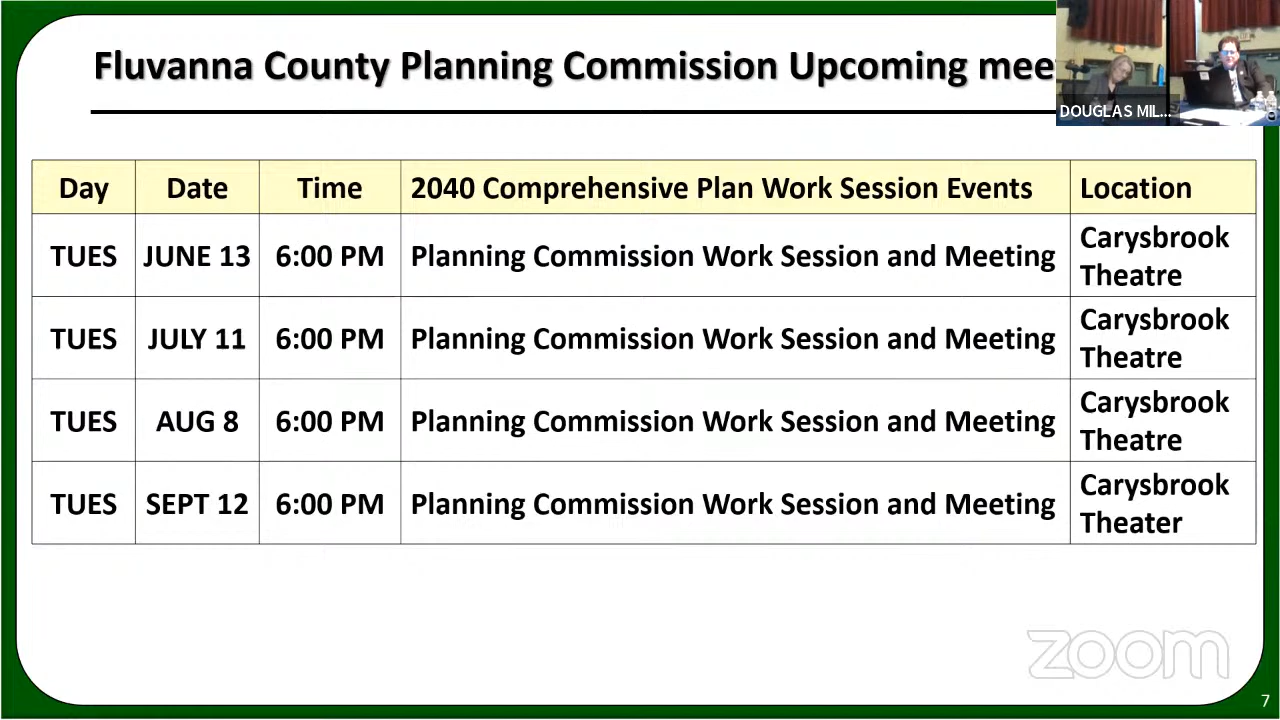 Fluvanna County Planning Commission Upcoming mee
DOUGLAS MIL...
Day Date Time 2040 Comprehensive Plan Work Session Events Location
TUES JUNE 13 6:00 PM Planning Commission Work Session and Meeting Carysbrook
Theatre
TUES JULY 11 6:00 PM Planning Commission Work Session and Meeting Carysbrook
Theatre
TUES AUG 8 6:00 PM Planning Commission Work Session and Meeting Carysbrook
Theatre
TUES SEPT 12 6:00 PM Planning Commission Work Session and Meeting Carysbrook
Theater
zoom
7